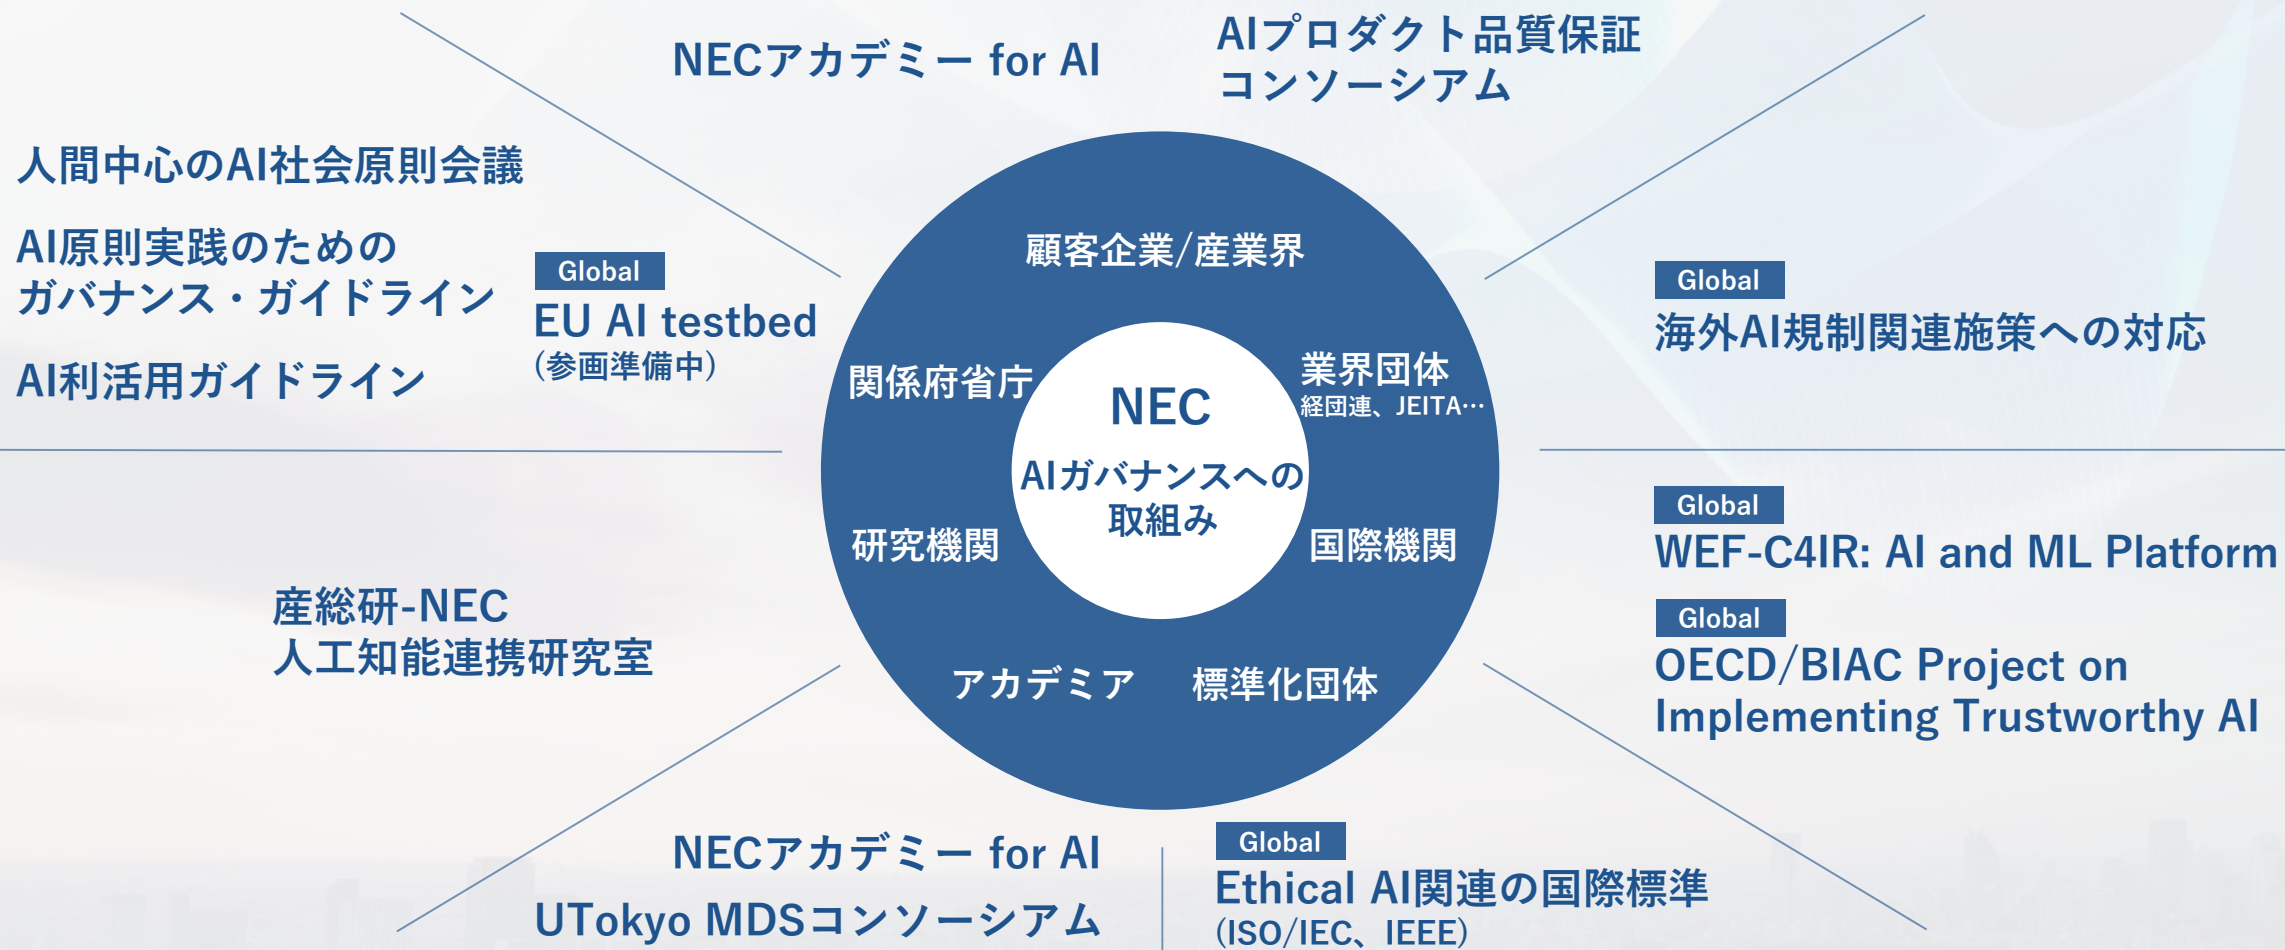 NECアカデミー for AI
AIプロダクト品質保証
コンソーシアム
人間中心のAI社会原則会議
AI原則実践のための
ガバナンス・ガイドライン
AI利活用ガイドライン
Global
EU AI testbed
(参画準備中)
顧客企業/産業界
関係府省庁
業界団体
経団連、JEITA…
NEC
AIガバナンスへの
取組み
研究機関
国際機関
アカデミア
標準化団体
Global
海外AI規制関連施策への対応
Global
WEF-C4IR: AI and ML Platform
Global
OECD/BIAC Project on
Implementing Trustworthy AI
産総研-NEC
人工知能連携研究室
NECアカデミー for AI
UTokyo MDSコンソーシアム
Global
Ethical AI関連の国際標準
(ISO/IEC、IEEE)